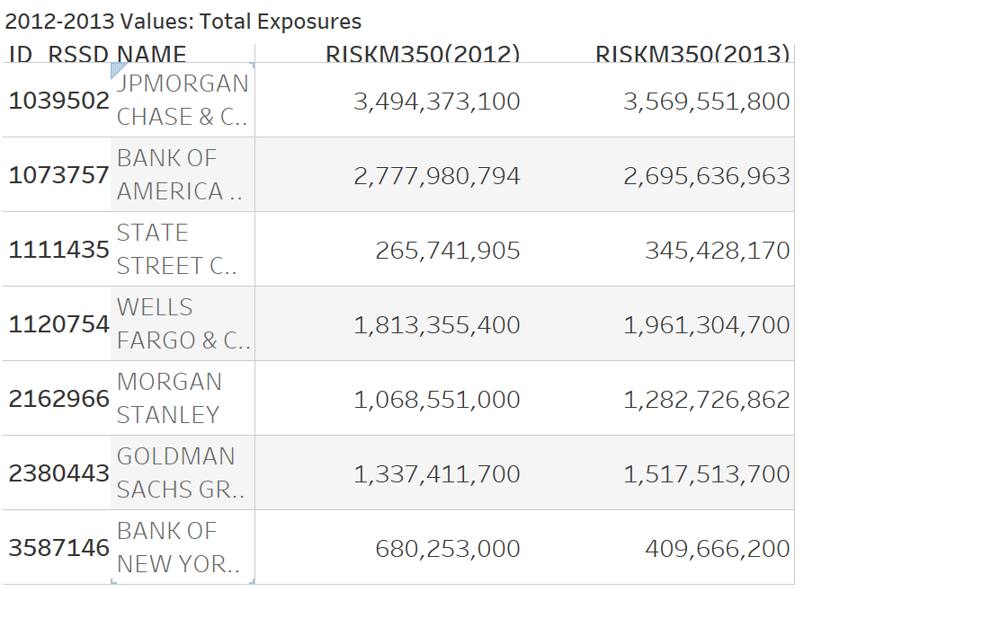 2012-2013 Values: Total Exposures
ID_RSSD NAME RISKM350(2012) RISKM350(2013)
1039502 JPMORGAN CHASE & C.. 3,494,373,100 3,569,551,800
1073757 BANK OF AMERICA .. 2,777,980,794 2,695,636,963
1111435 STATE STREET C.. 265,741,905 345,428,170
1120754 WELLS FARGO & C.. 1,813,355,400 1,961,304,700
2162966 MORGAN STANLEY 1,068,551,000 1,282,726,862
2380443 GOLDMAN SACHS GR.. 1,337,411,700 1,517,513,700
3587146 BANK OF NEW YOR.. 680,253,000 409,666,200